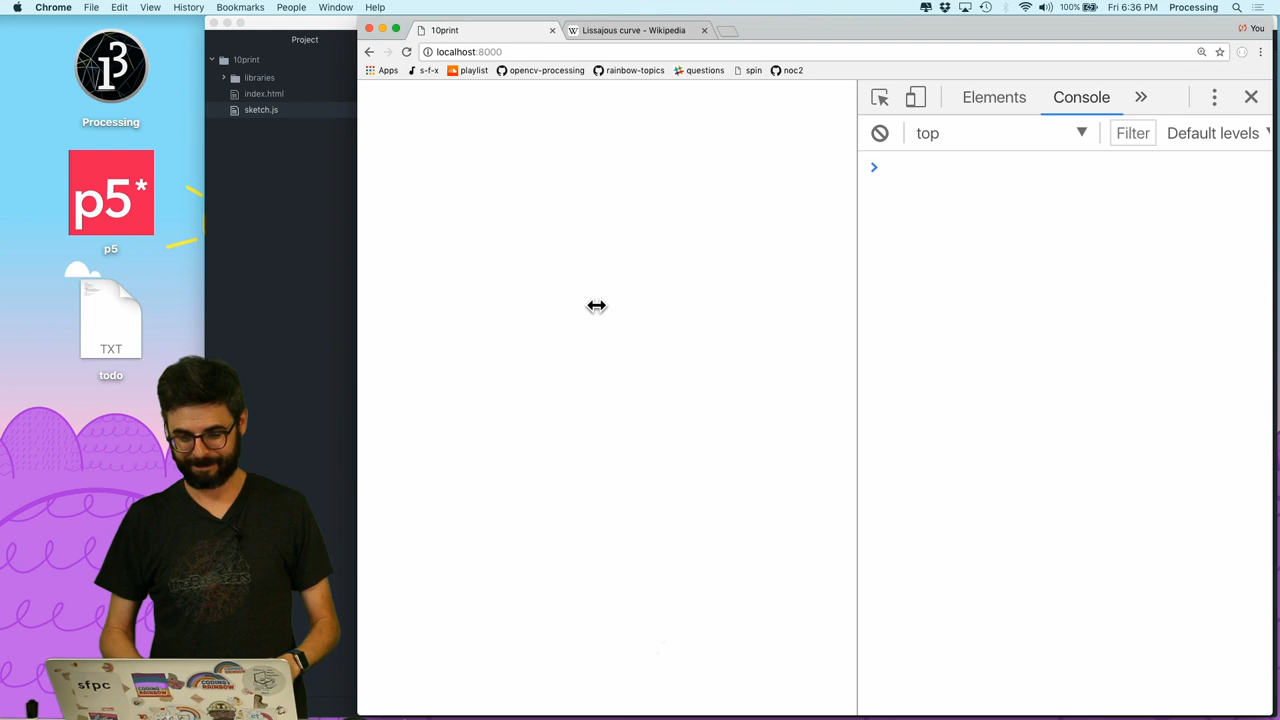 Chrome File Edit View History Bookmarks People Window Help 100% Fri 6:36 PM Processing
Project
10print
libraries
index.html
sketch.js
10print Lissajous curve - Wikipedia You
localhost:8000
Apps s-f-x playlist opencv-processing rainbow-topics questions spin noc2
Elements Console
top Filter Default levels
Processing
p5*
p5
TXT
todo
sfpc
CODING RAINBOW